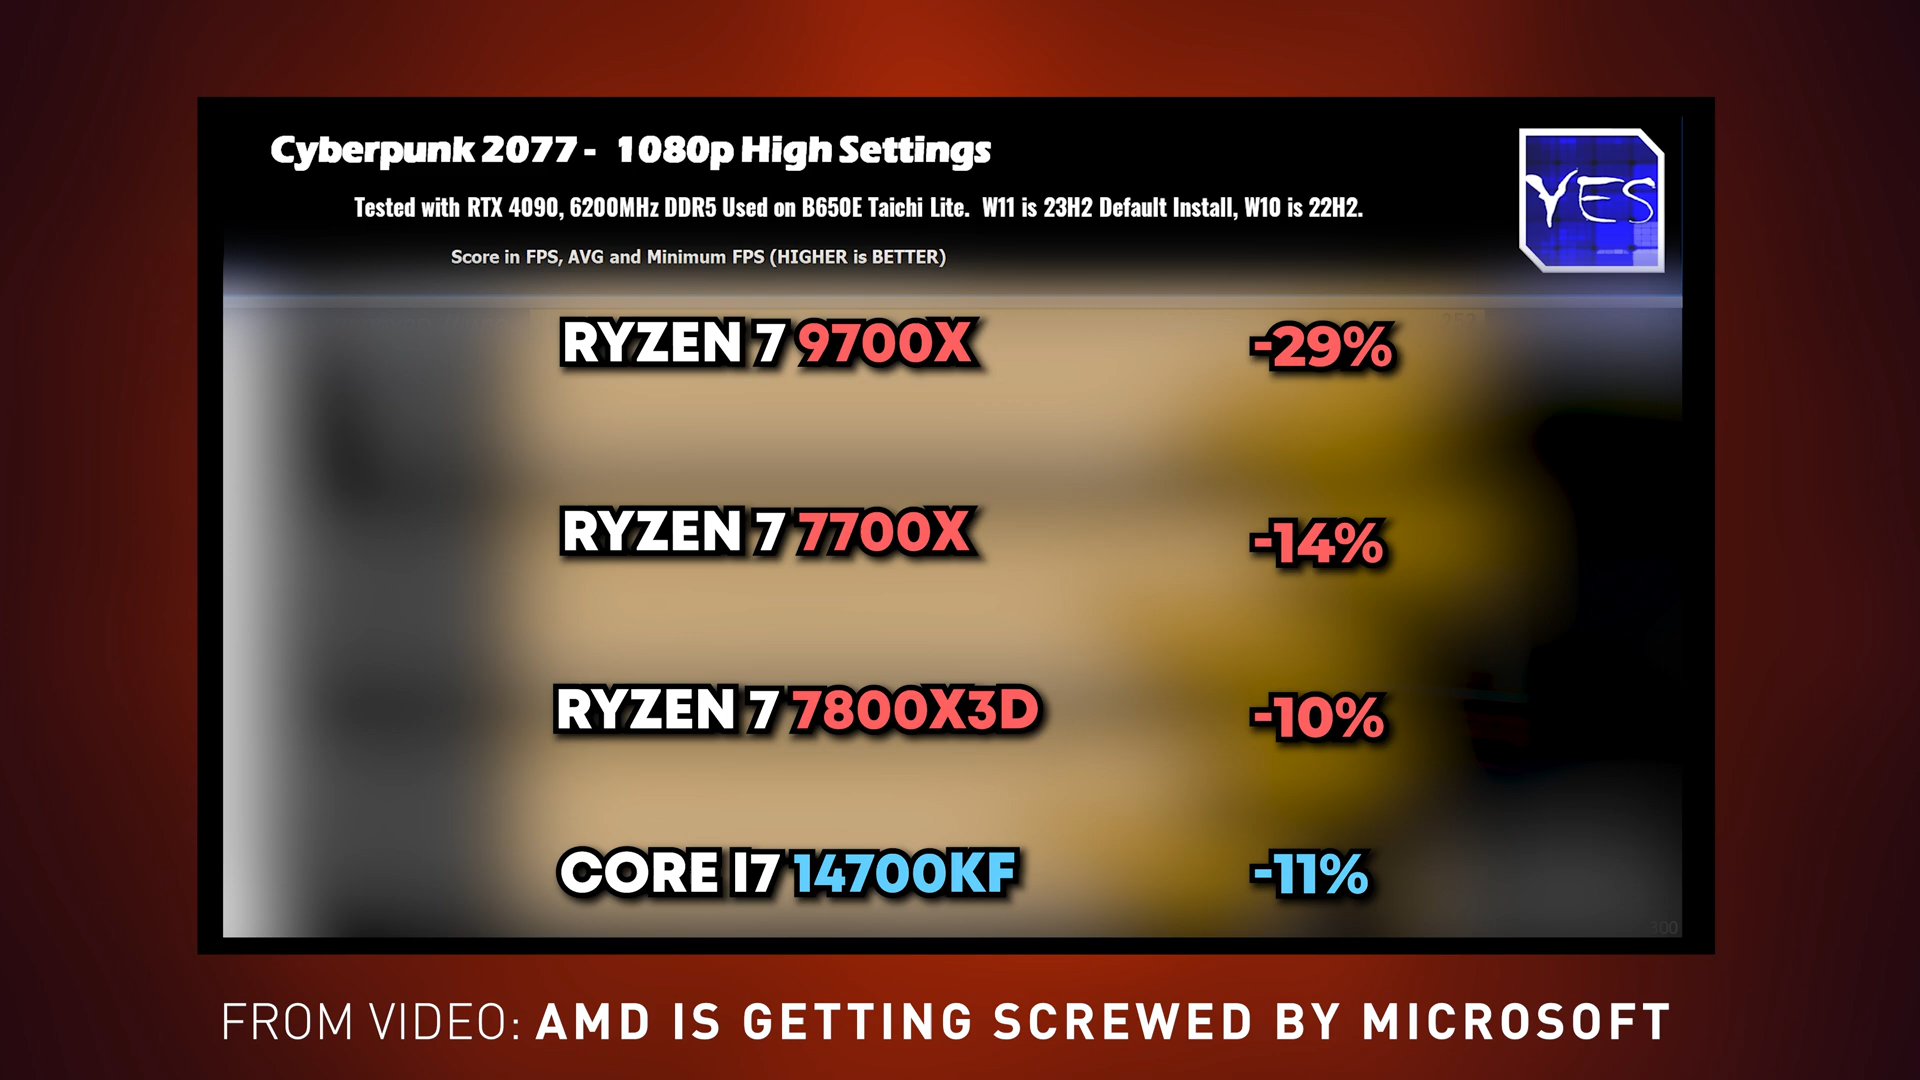 Cyberpunk 2077 - 1080p High Settings
YES
Tested with RTX 4090, 6200MHz DDR5 Used on B650E Taichi Lite. W11 is 23H2 Default Install, W10 is 22H2.
Score in FPS, AVG and Minimum FPS (HIGHER is BETTER)
RYZEN 7 9700X -29%
RYZEN 7 7700X -14%
RYZEN 7 7800X3D -10%
CORE I7 14700KF -11%
300
FROM VIDEO: AMD IS GETTING SCREWED BY MICROSOFT